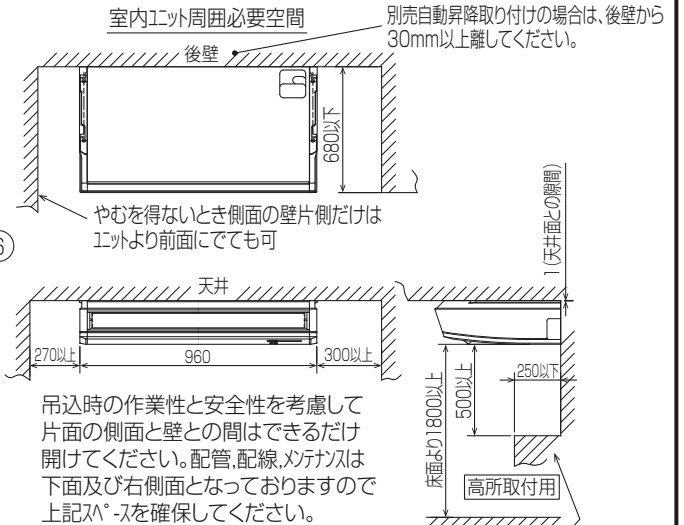 室内ユニット周囲必要空間
別売自動昇降取り付けの場合は、後壁から
30mm以上離してください。
後壁
680以下
やむを得ないとき側面の壁片側だけは
ユニットより前面にでても可
6
1(天井面との隙間)
天井
270以上
960
300以上
床面より1800以上
500以上
250以下
高所取付用
吊込時の作業性と安全性を考慮して
片面の側面と壁との間はできるだけ
開けてください。配管,配線,メンテナンスは
下面及び右側面となっておりますので
上記スペースを確保してください。